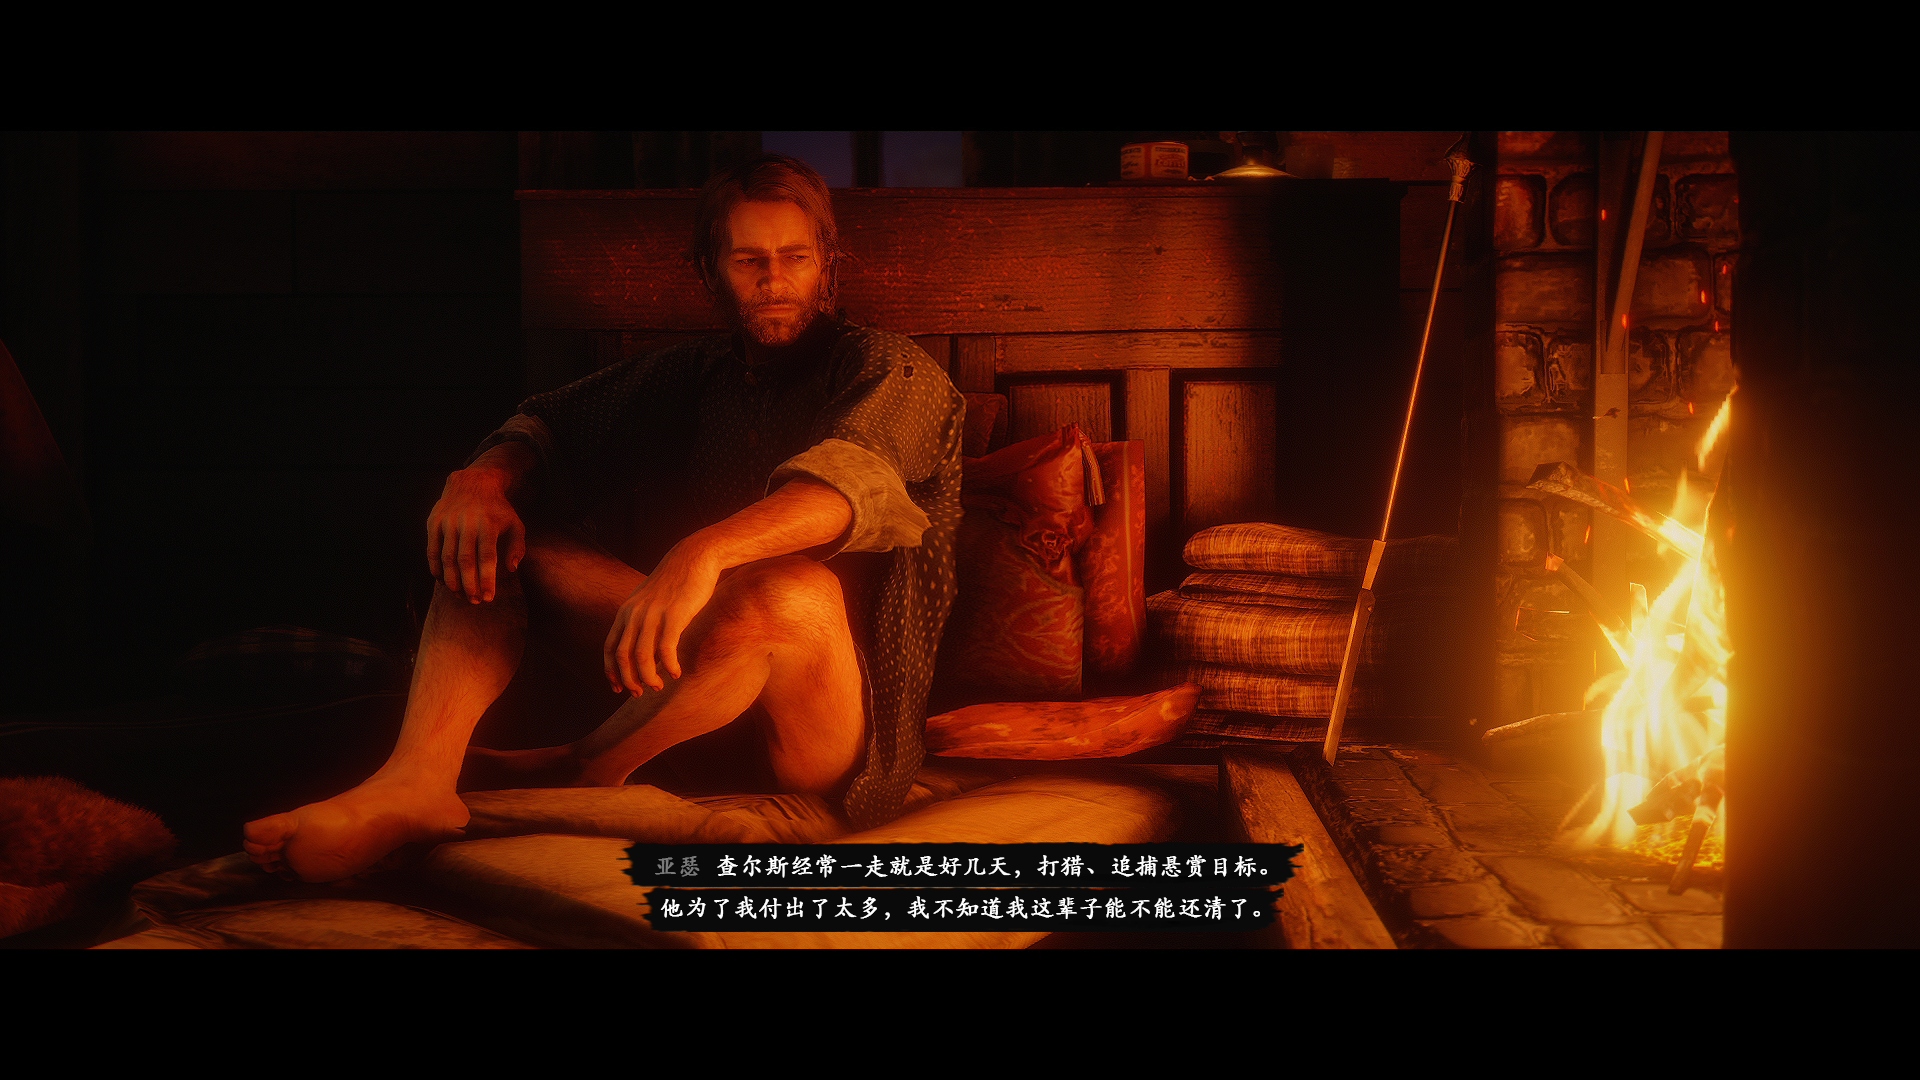 亚瑟 查尔斯经常一走就是好几天，打猎、追捕悬赏目标。
他为了我付出了太多，我不知道我这辈子能不能还清了。